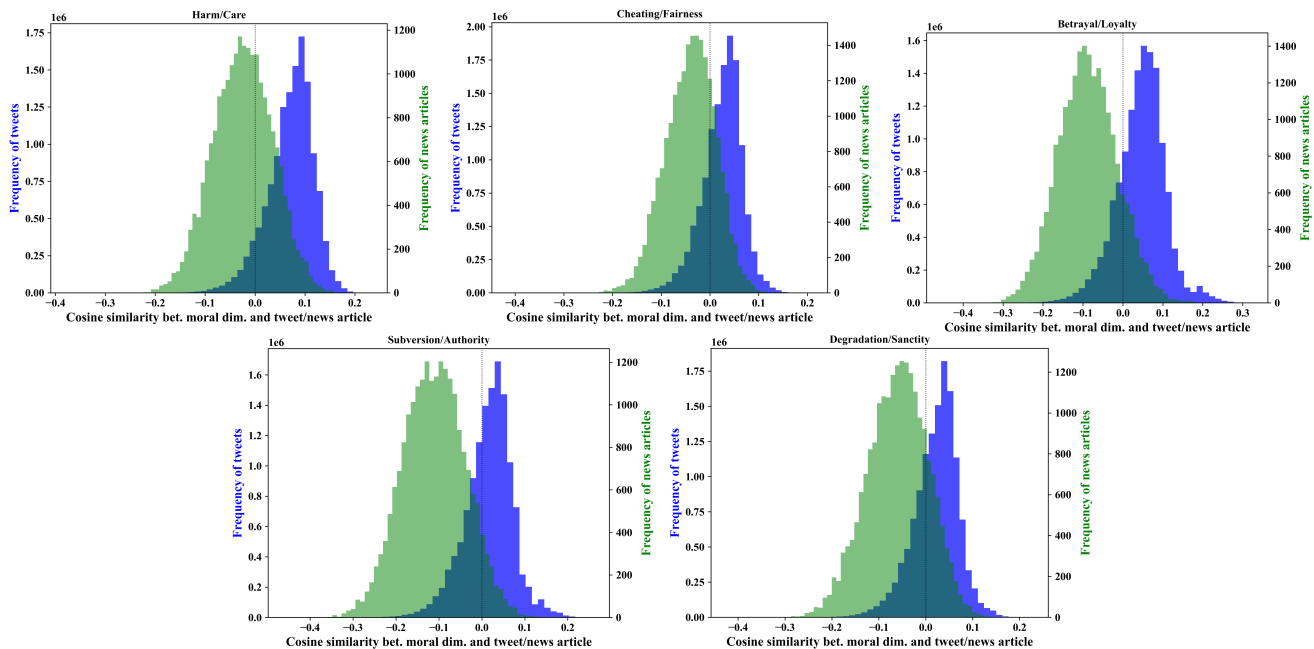 Harm/Care
1e6
1.75
1.50
1.25
1.00
0.75
0.50
0.25
0.00
1200
1000
800
600
400
200
0
−0.4 −0.3 −0.2 −0.1 0.0 0.1 0.2
Frequency of tweets
Frequency of news articles
Cosine similarity bet. moral dim. and tweet/news article
Cheating/Fairness
1e6
2.00
1.75
1.50
1.25
1.00
0.75
0.50
0.25
0.00
1400
1200
1000
800
600
400
200
0
−0.4 −0.3 −0.2 −0.1 0.0 0.1 0.2
Frequency of tweets
Frequency of news articles
Cosine similarity bet. moral dim. and tweet/news article
Betrayal/Loyalty
1e6
1.6
1.4
1.2
1.0
0.8
0.6
0.4
0.2
0.0
1400
1200
1000
800
600
400
200
0
−0.4 −0.3 −0.2 −0.1 0.0 0.1 0.2 0.3
Frequency of tweets
Frequency of news articles
Cosine similarity bet. moral dim. and tweet/news article
Subversion/Authority
1e6
1.6
1.4
1.2
1.0
0.8
0.6
0.4
0.2
0.0
1200
1000
800
600
400
200
0
−0.4 −0.3 −0.2 −0.1 0.0 0.1 0.2
Frequency of tweets
Frequency of news articles
Cosine similarity bet. moral dim. and tweet/news article
Degradation/Sanctity
1e6
1.75
1.50
1.25
1.00
0.75
0.50
0.25
0.00
1200
1000
800
600
400
200
0
−0.4 −0.3 −0.2 −0.1 0.0 0.1 0.2
Frequency of tweets
Frequency of news articles
Cosine similarity bet. moral dim. and tweet/news article